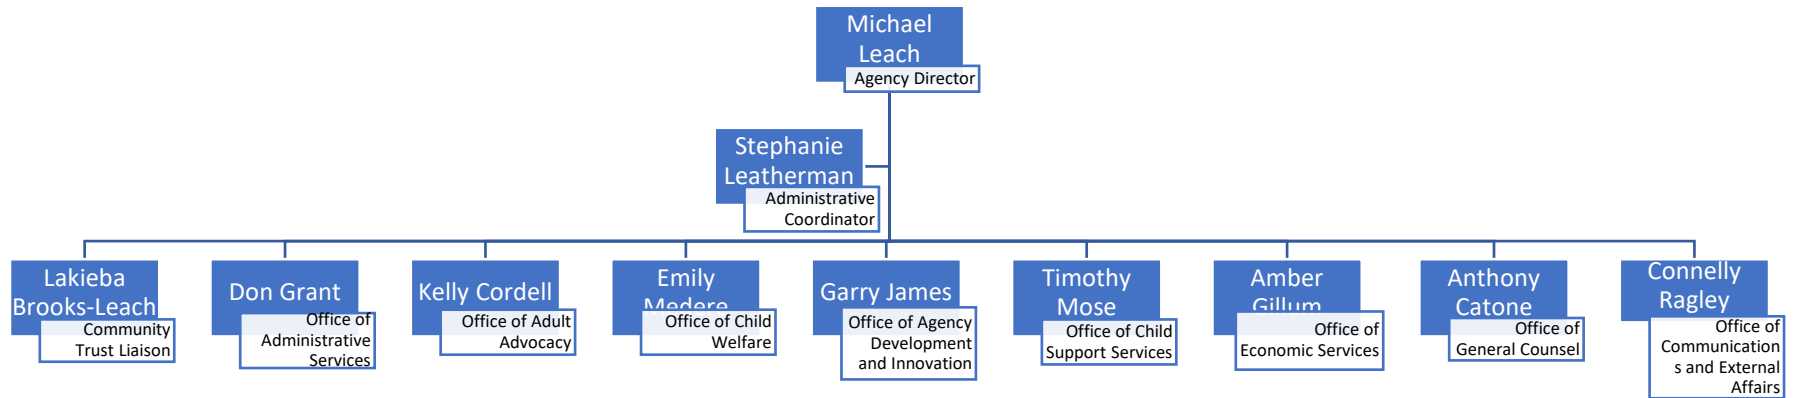 Michael
Leach
Agency Director
Stephanie
Leatherman
Administrative
Coordinator
Lakieba
Brooks-Leach
Community
Trust Liaison
Don Grant
Office of
Administrative
Services
Kelly Cordell
Office of Adult
Advocacy
Emily
Medere
Office of Child
Welfare
Garry James
Office of Agency
Development
and Innovation
Timothy
Mose
Office of Child
Support Services
Amber
Gillum
Office of
Economic Services
Anthony
Catone
Office of
General Counsel
Connelly
Ragley
Office of
Communication
s and External
Affairs